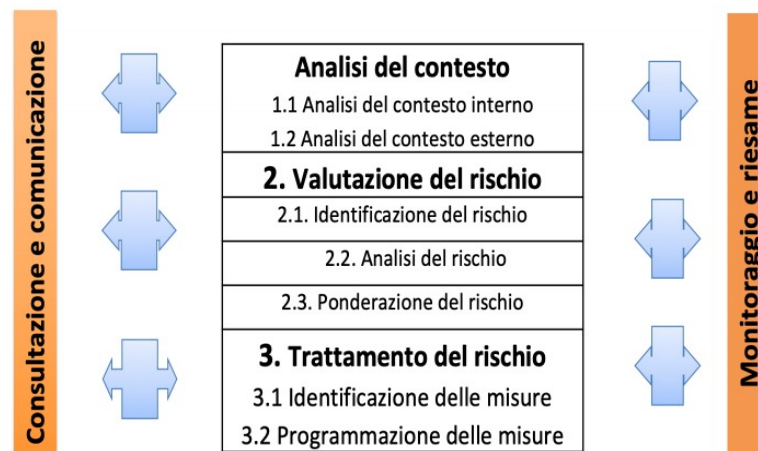 Consultazione e comunicazione
Analisi del contesto
1.1 Analisi del contesto interno
1.2 Analisi del contesto esterno
2. Valutazione del rischio
2.1. Identificazione del rischio
2.2. Analisi del rischio
2.3. Ponderazione del rischio
3. Trattamento del rischio
3.1 Identificazione delle misure
3.2 Programmazione delle misure
Monitoraggio e riesame